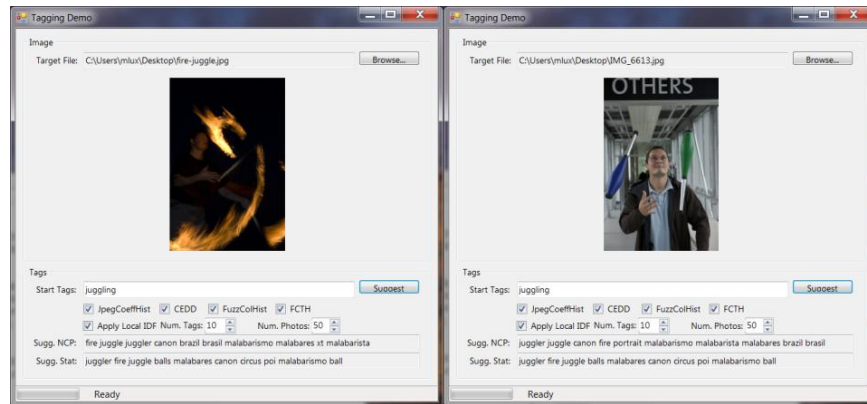 Tagging Demo
Image
Target File: C:\Users\mlux\Desktop\fire-juggle.jpg Browse...
Tags
Start Tags: juggling Suggest
JpegCoeffHist CEDD FuzzColHist FCTH
Apply Local IDF Num. Tags: 10 Num. Photos: 50
Sugg. NCP: fire juggle juggler canon brazil brasil malabarismo malabares xt malabarista
Sugg. Stat: juggler fire juggle balls malabares canon circus poi malabarismo ball
Ready
Tagging Demo
Image
Target File: C:\Users\mlux\Desktop\IMG_6613.jpg Browse...
OTHERS
Tags
Start Tags: juggling Suggest
JpegCoeffHist CEDD FuzzColHist FCTH
Apply Local IDF Num. Tags: 10 Num. Photos: 50
Sugg. NCP: juggler juggle canon fire portrait malabarismo malabarista malabares brazil brasil
Sugg. Stat: juggler fire juggle balls malabares canon circus poi malabarismo ball
Ready